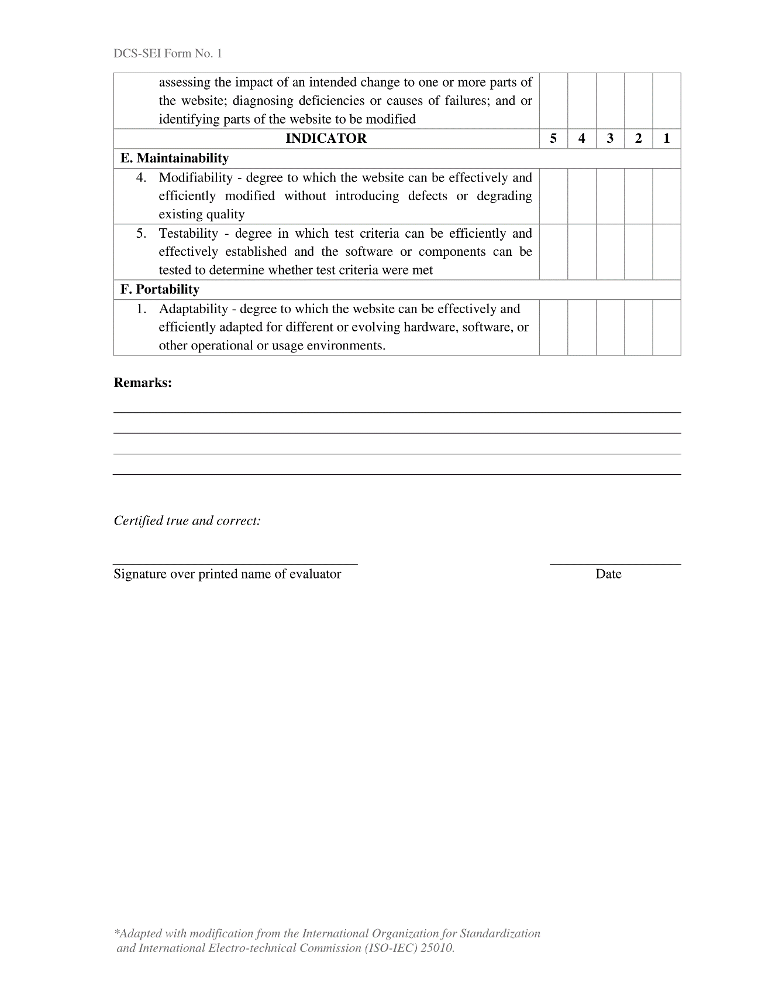 DCS-SEI Form No. 1
assessing the impact of an intended change to one or more parts of
the website; diagnosing deficiencies or causes of failures; and or
identifying parts of the website to be modified
INDICATOR 5 4 3 2 1
E. Maintainability
4. Modifiability - degree to which the website can be effectively and
efficiently modified without introducing defects or degrading
existing quality
5. Testability - degree in which test criteria can be efficiently and
effectively established and the software or components can be
tested to determine whether test criteria were met
F. Portability
1. Adaptability - degree to which the website can be effectively and
efficiently adapted for different or evolving hardware, software, or
other operational or usage environments.
Remarks:
Certified true and correct:
Signature over printed name of evaluator Date
*Adapted with modification from the International Organization for Standardization
and International Electro-technical Commission (ISO-IEC) 25010.